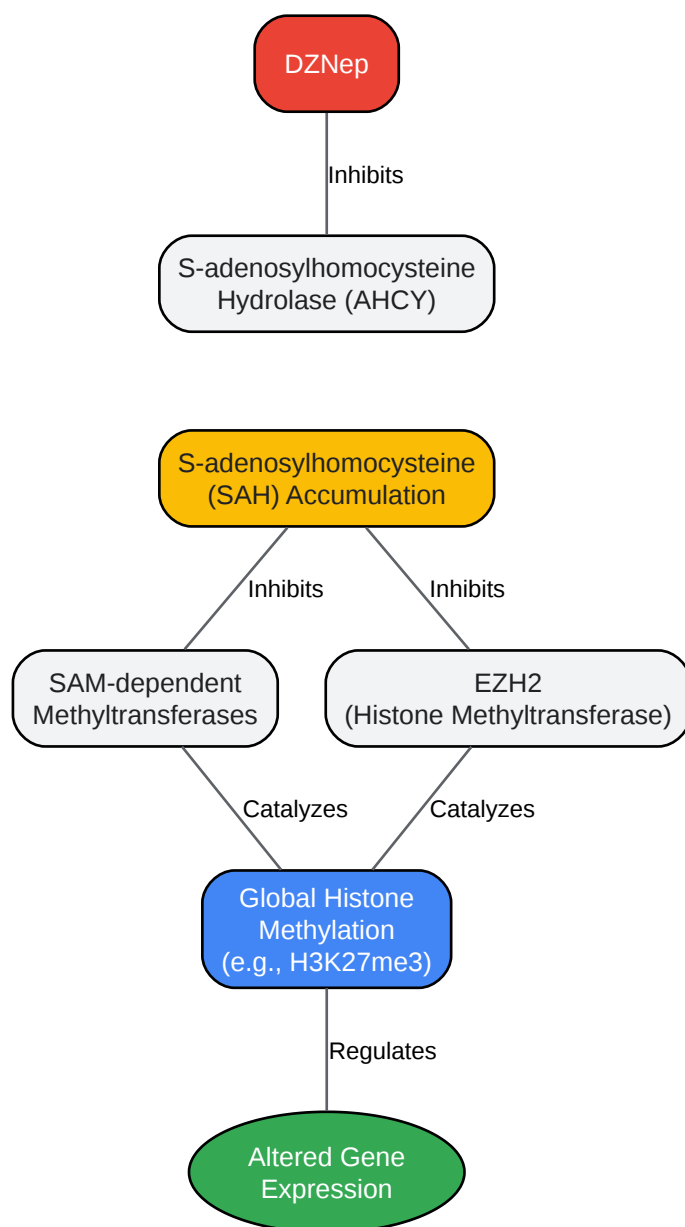 DZNep
Inhibits
S-adenosylhomocysteine
Hydrolase (AHCY)
S-adenosylhomocysteine
(SAH) Accumulation
Inhibits
Inhibits
SAM-dependent
Methyltransferases
EZH2
(Histone Methyltransferase)
Catalyzes
Catalyzes
Global Histone
Methylation
(e.g., H3K27me3)
Regulates
Altered Gene
Expression